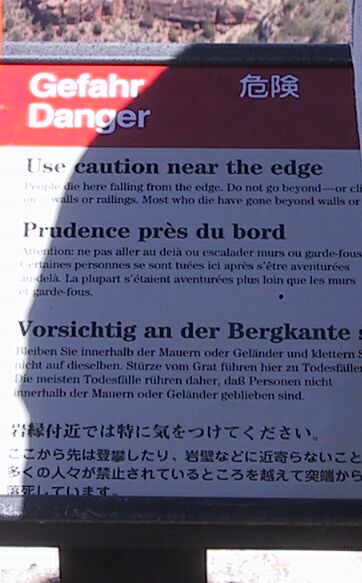 Gefahr 危険
Danger
Use caution near the edge
People die here falling from the edge. Do not go beyond—or cli
on—walls or railings. Most who die have gone beyond walls or
Prudence près du bord
Attention: ne pas aller au delà ou escalader murs ou garde-fous
Certaines personnes se sont tuées ici après s'être aventurées
au-delà. La plupart s'étaient aventurées plus loin que les murs
et garde-fous.
Vorsichtig an der Bergkante s
Bleiben Sie innerhalb der Mauern oder Geländer und klettern S
nicht auf dieselben. Stürze vom Grat führen hier zu Todesfälle
Die meisten Todesfälle rühren daher, daß Personen nicht
innerhalb der Mauern oder Geländer geblieben sind.
岩縁付近では特に気をつけてください。
ここから先は登攀したり、岩壁などに近寄らないこと
多くの人々が禁止されているところを越えて突端から
落死しています。